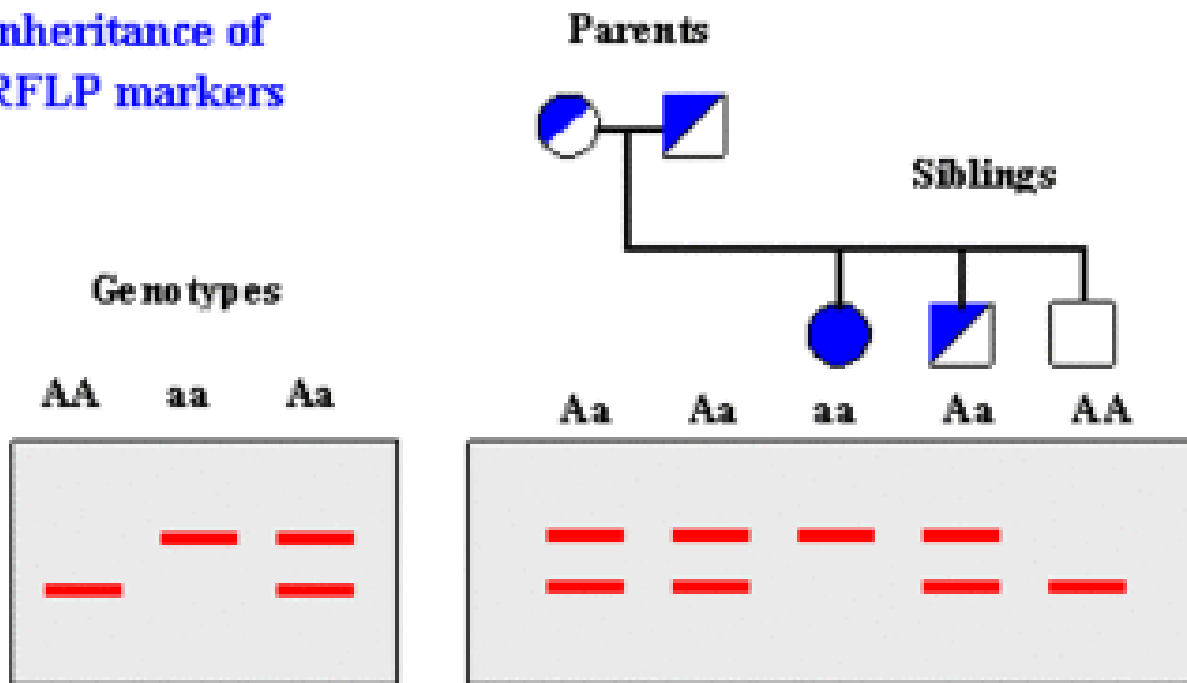 nheritance of
RFLP markers
Parents
Siblings
Genotypes
AA aa Aa
Aa Aa aa Aa AA